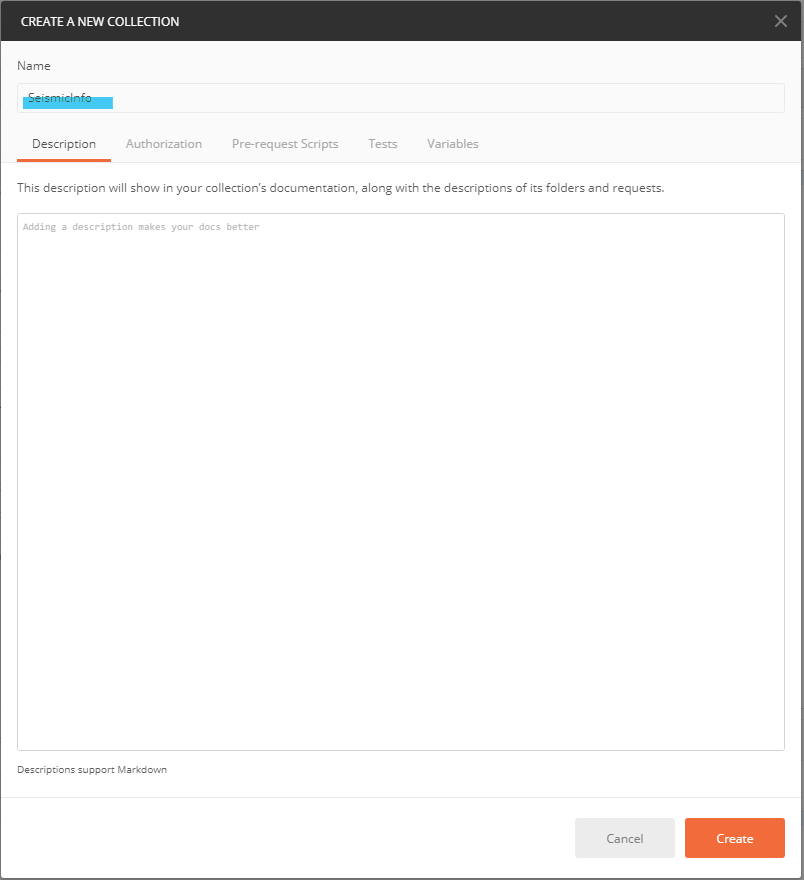 CREATE A NEW COLLECTION
Name
SeismicInfo
Description Authorization Pre-request Scripts Tests Variables
This description will show in your collection's documentation, along with the descriptions of its folders and requests.
Adding a description makes your docs better
Descriptions support Markdown
Cancel Create